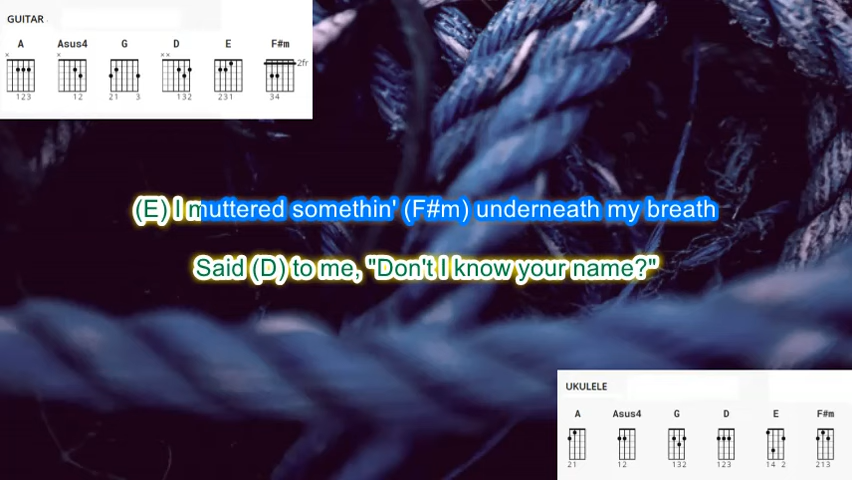 GUITAR
A Asus4 G D E F#m
× × ×× 2fr
123 12 21 3 132 231 34
(E) I muttered somethin' (F#m) underneath my breath
Said (D) to me, "Don't I know your name?"
UKULELE
A Asus4 G D E F#m
21 12 132 123 14 2 213